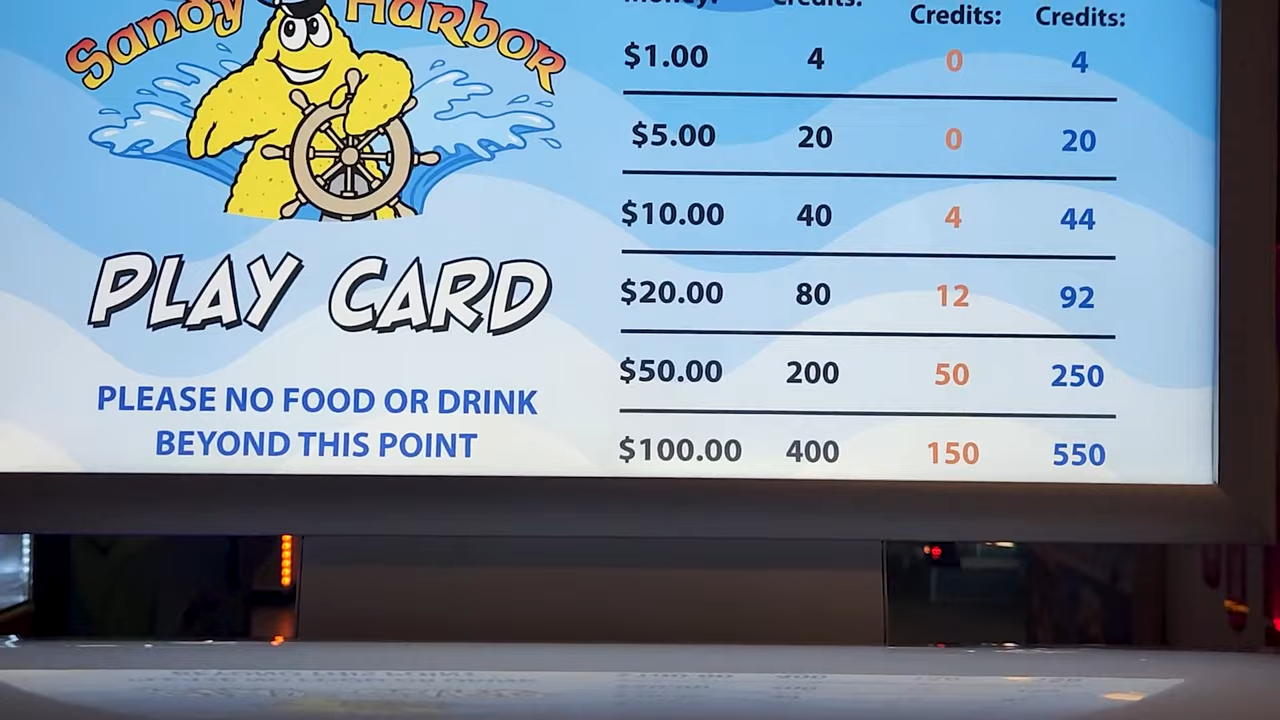 Sandy Harbor
PLAY CARD
PLEASE NO FOOD OR DRINK
BEYOND THIS POINT
Money: Credits: Credits: Credits:
$1.00 4 0 4
$5.00 20 0 20
$10.00 40 4 44
$20.00 80 12 92
$50.00 200 50 250
$100.00 400 150 550